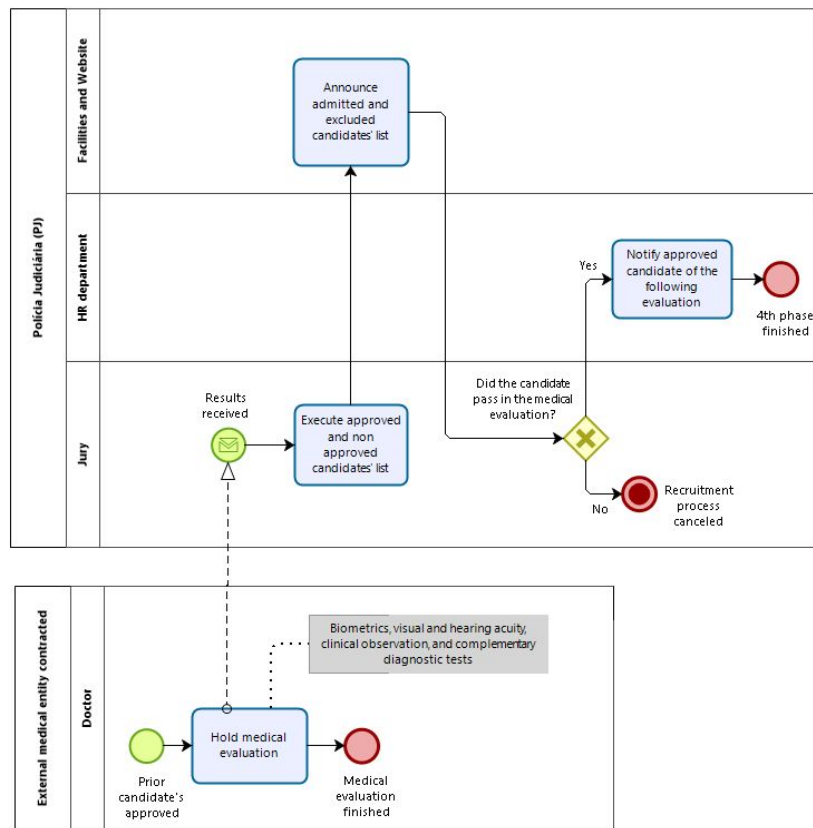 Polícia Judiciária (PJ)
Facilities and Website
Announce
admitted and
excluded
candidates' list
HR department
Yes
Notify approved
candidate of the
following
evaluation
4th phase
finished
Jury
Results
received
Execute approved
and non
approved
candidates' list
Did the candidate
pass in the medical
evaluation?
No
Recruitment
process
canceled
External medical entity contracted
Doctor
Biometrics, visual and hearing acuity,
clinical observation, and complementary
diagnostic tests
Prior
candidate's
approved
Hold medical
evaluation
Medical
evaluation
finished